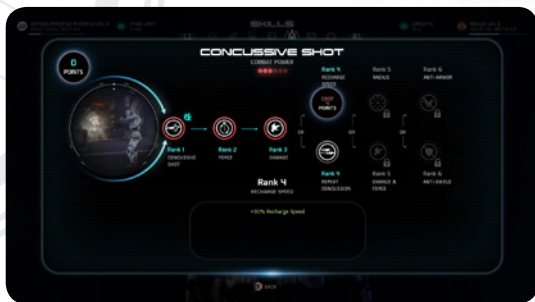 SKILLS
CONCUSSIVE SHOT
COMBAT POWER
0
POINTS
Rank 4
RECHARGE
SPEED
Rank 5
RADIUS
Rank 6
ANTI-ARMOR
COST
POINTS
OR
OR
OR
Rank 1
CONCUSSIVE
SHOT
Rank 2
FORCE
Rank 3
DAMAGE
Rank 4
REPEAT
CONCUSSION
Rank 5
DAMAGE &
FORCE
Rank 6
ANTI-SHIELD
Rank 4
RECHARGE SPEED
+30% Recharge Speed
BACK